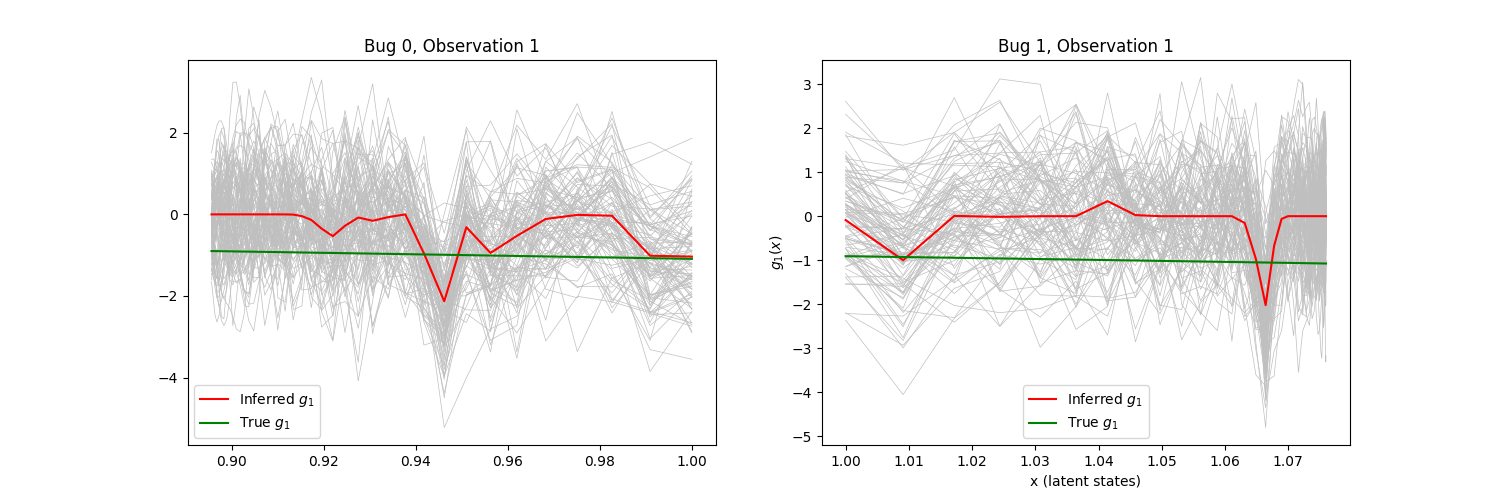 Bug 0, Observation 1
2
0
−2
−4
Inferred g₁
True g₁
0.90 0.92 0.94 0.96 0.98 1.00
Bug 1, Observation 1
g₁(x)
3
2
1
0
−1
−2
−3
−4
−5
Inferred g₁
True g₁
1.00 1.01 1.02 1.03 1.04 1.05 1.06 1.07
x (latent states)